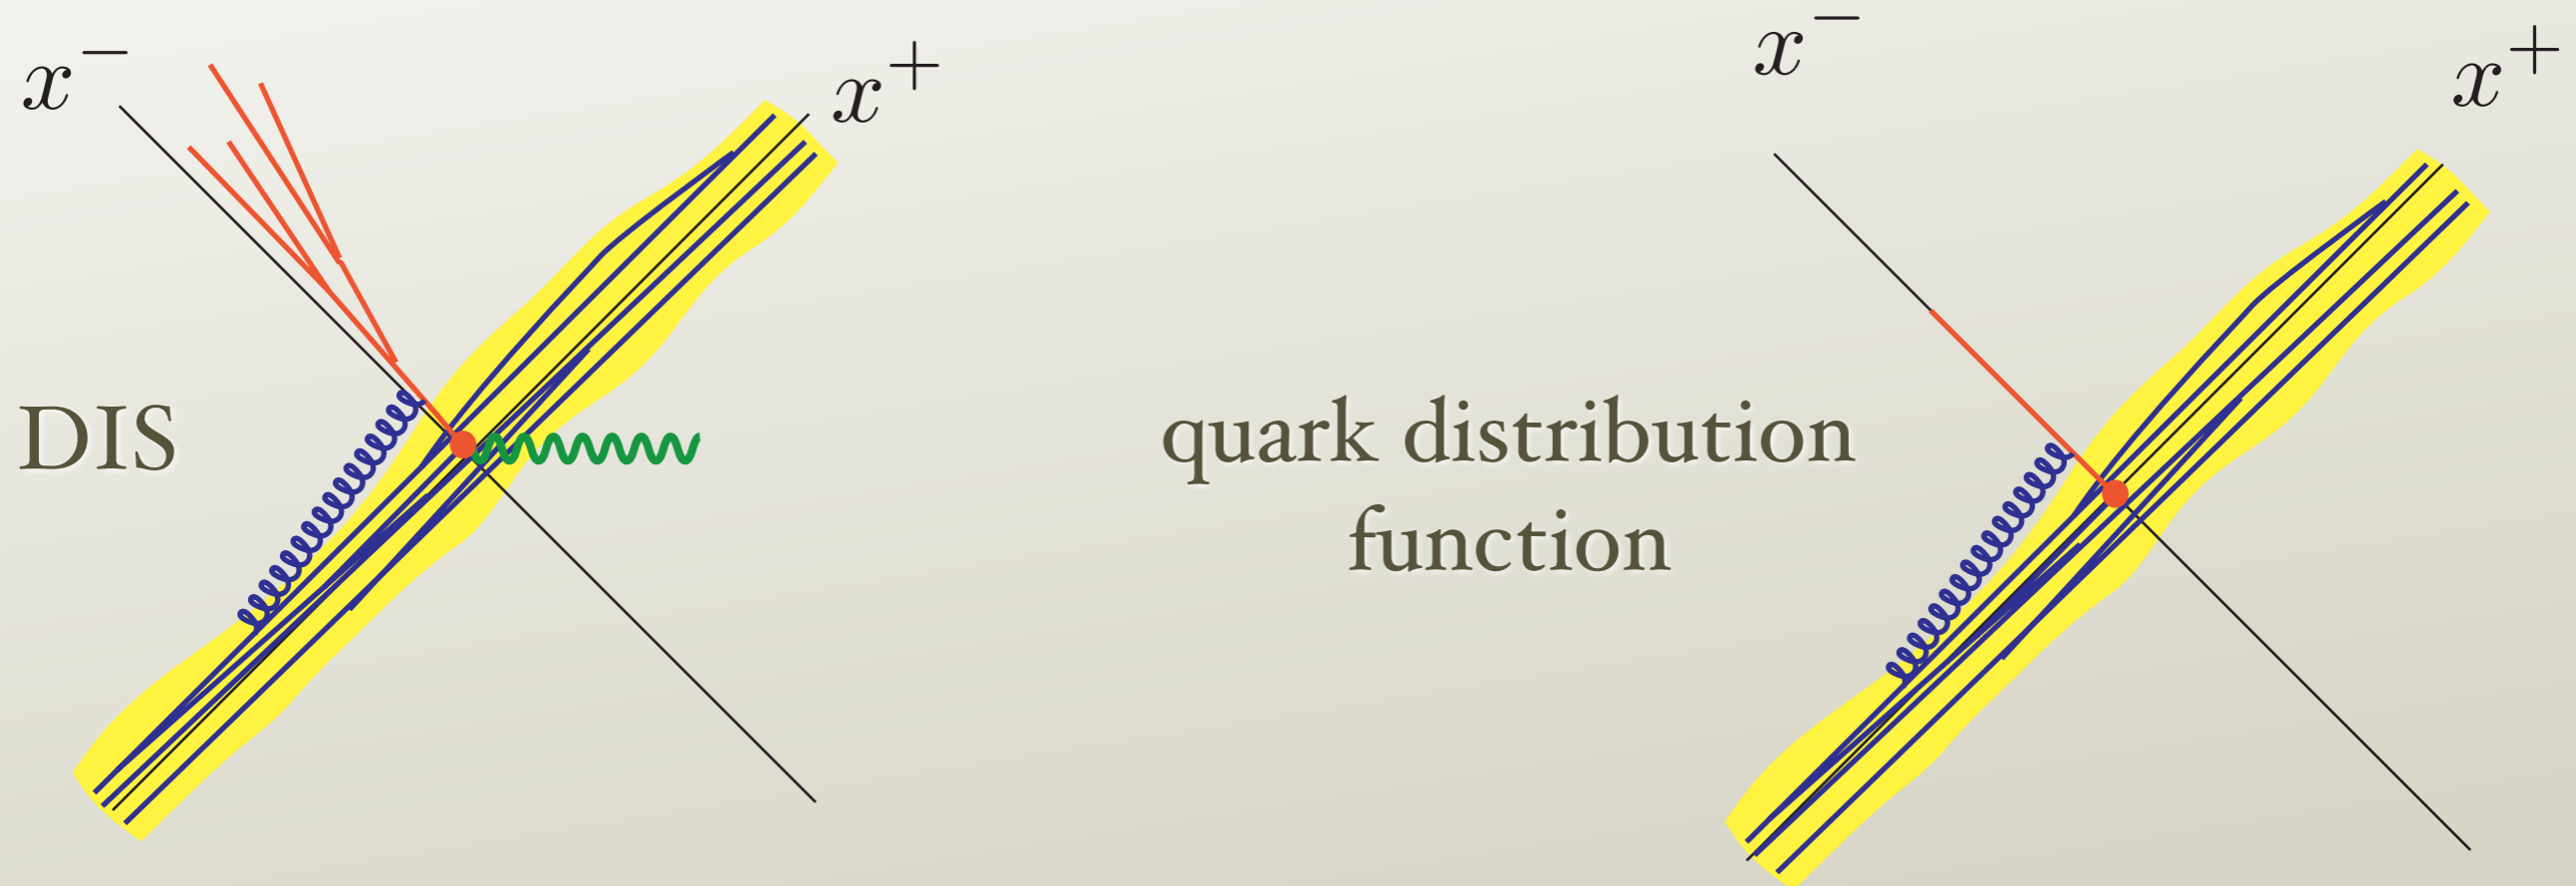 x⁻
x⁺
DIS
x⁻
x⁺
quark distribution
function